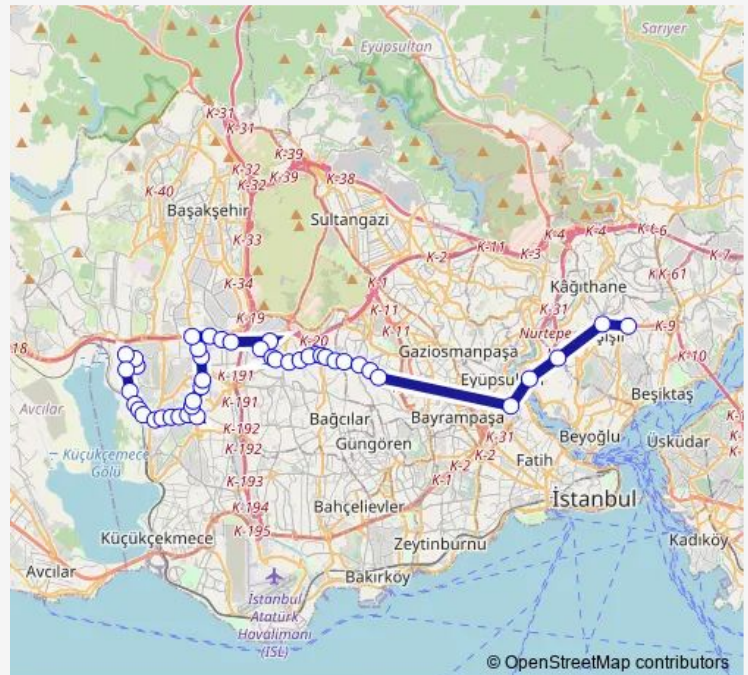 Eyüpsultan
Sarıyer
K-31
K-31
K-39
K-32
K-39
K-38
K-32
K-40
Başakşehir
Sultangazi
K-33
K-4
K-4
K-L-6
K-11
K-2
K-3
K-7
K-34
K-1
KK-61
Kâğıthane
K-11
K-31
K-19
K-20
K-11
Nurtepe
K-9
18
Gaziosmanpaşa
K-10
K-191
Eyüpsu
Avcılar
K-191
Beşiktaş
Bağcılar
Bayrampaşa
K-192
K-31
Beyoğlu
Üsküdar
Güngören
K-192
K-2
K-2
Fatih
Küçükçekmece
Gölü
K-193
K-1
K-194
Bahçelievler
İstanbul
K-195
Küçükçekmece
Zeytinburnu
Kadıköy
Avcılar
Bakırköy
İstanbul
Atatürk
Havalimanı
(ISL)
© OpenStreetMap contributors